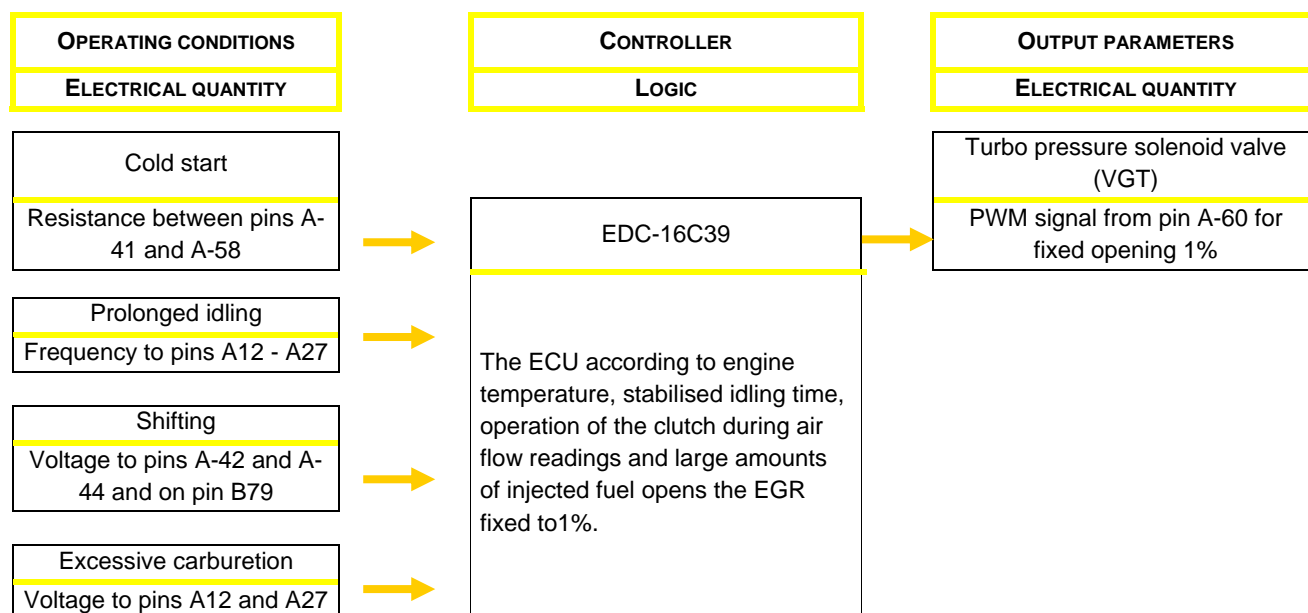 OPERATING CONDITIONS
ELECTRICAL QUANTITY
CONTROLLER
LOGIC
OUTPUT PARAMETERS
ELECTRICAL QUANTITY
Cold start
Resistance between pins A-
41 and A-58
Prolonged idling
Frequency to pins A12 - A27
Shifting
Voltage to pins A-42 and A-
44 and on pin B79
Excessive carburetion
Voltage to pins A12 and A27
EDC-16C39
The ECU according to engine
temperature, stabilised idling time,
operation of the clutch during air
flow readings and large amounts
of injected fuel opens the EGR
fixed to1%.
Turbo pressure solenoid valve
(VGT)
PWM signal from pin A-60 for
fixed opening 1%